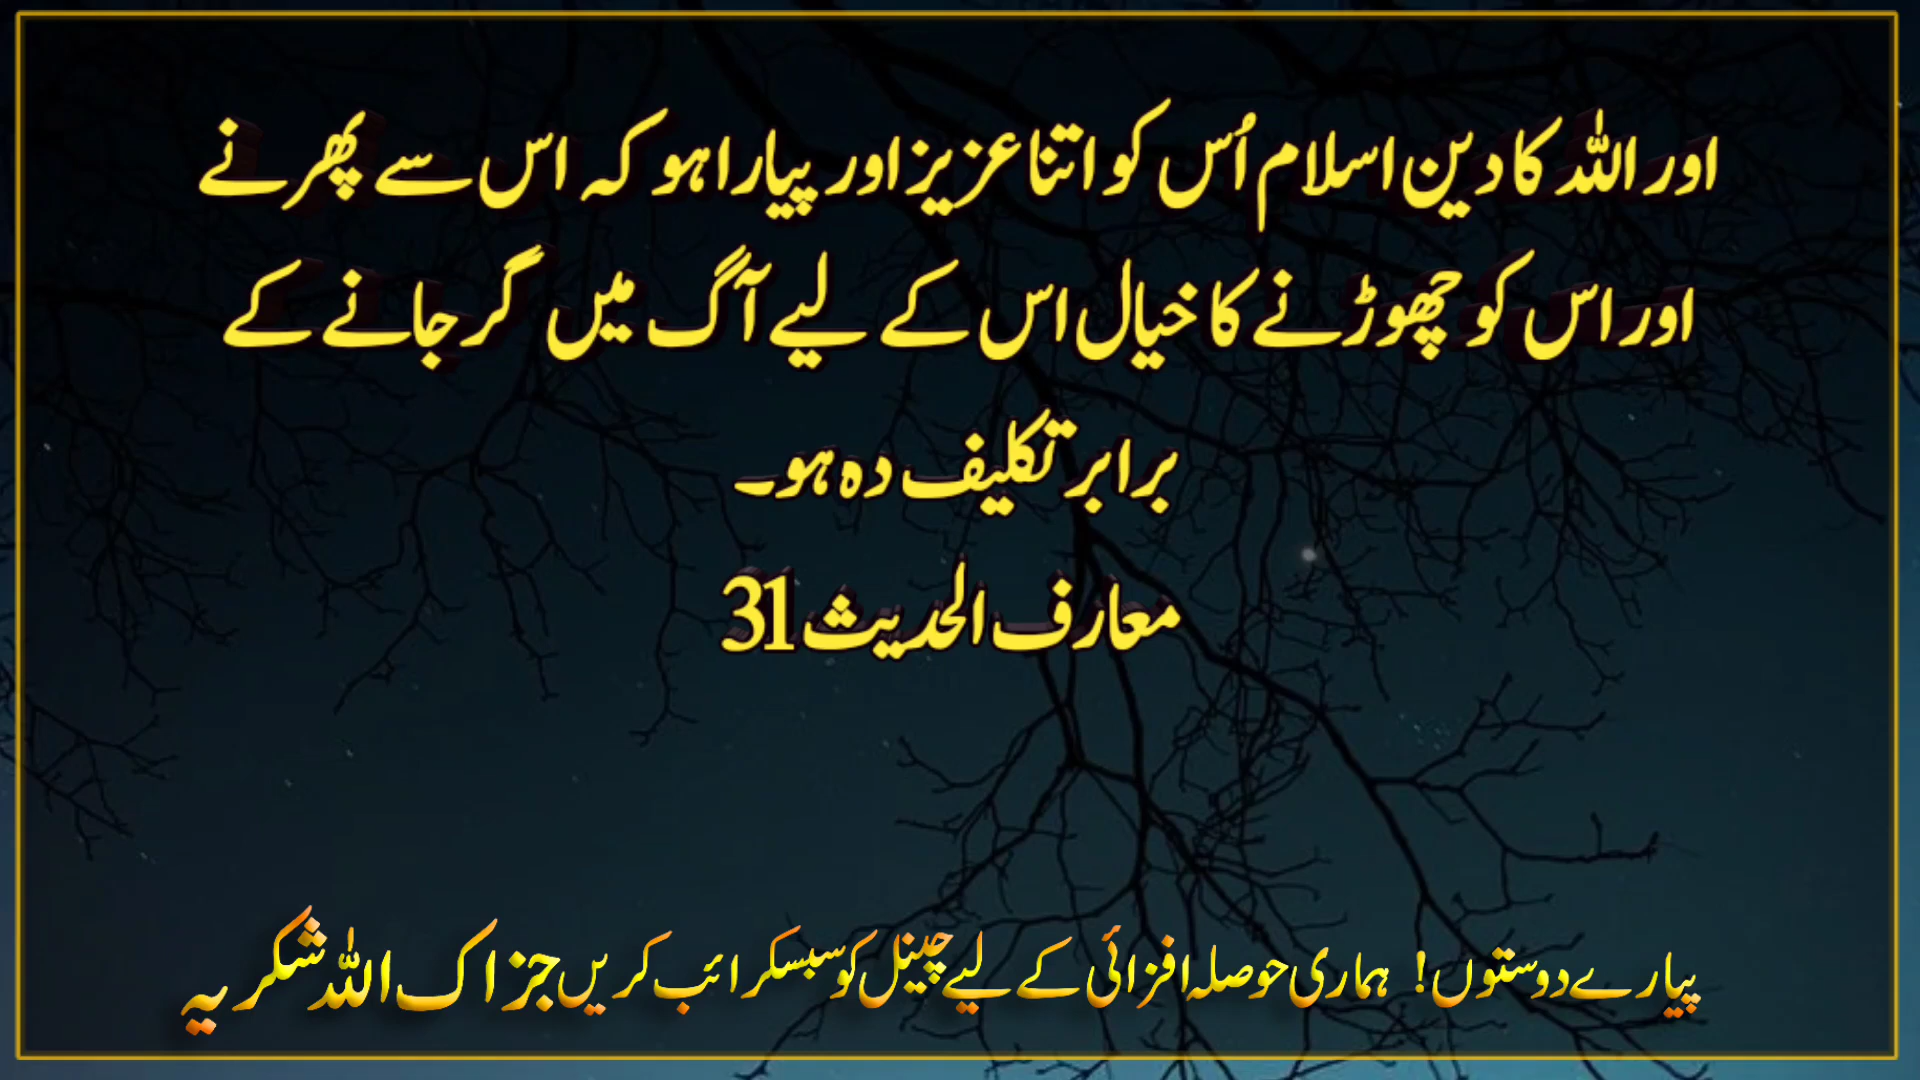 اور اللہ کا دین اسلام اُس کو اتنا عزیز اور پیارا ہو کہ اس سے پھرنے
اور اس کو چھوڑنے کا خیال اس کے لیے آگ میں گر جانے کے
برابر تکلیف دہ ہو۔
معارف الحدیث 31
پیارے دوستوں! ہماری حوصلہ افزائی کے لیے چینل کو سبسکرائب کریں جزاک اللہ شکریہ